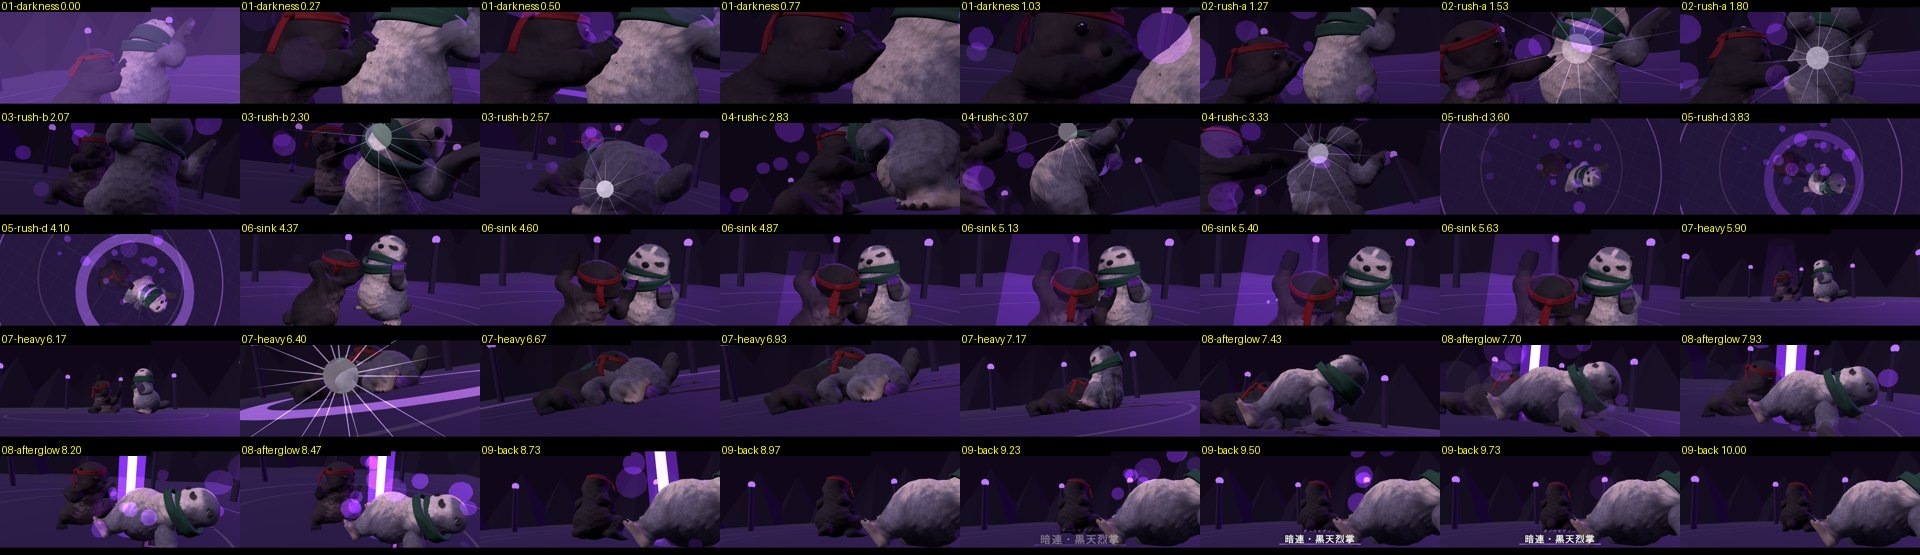 01-darkness 0.00
01-darkness 0.27
01-darkness 0.50
01-darkness 0.77
01-darkness 1.03
02-rush-a 1.27
02-rush-a 1.53
02-rush-a 1.80
03-rush-b 2.07
03-rush-b 2.30
03-rush-b 2.57
04-rush-c 2.83
04-rush-c 3.07
04-rush-c 3.33
05-rush-d 3.60
05-rush-d 3.83
05-rush-d 4.10
06-sink 4.37
06-sink 4.60
06-sink 4.87
06-sink 5.13
06-sink 5.40
06-sink 5.63
07-heavy 5.90
07-heavy 6.17
07-heavy 6.40
07-heavy 6.67
07-heavy 6.93
07-heavy 7.17
08-afterglow 7.43
08-afterglow 7.70
08-afterglow 7.93
08-afterglow 8.20
08-afterglow 8.47
09-back 8.73
09-back 8.97
09-back 9.23
09-back 9.50
09-back 9.73
09-back 10.00
暗連・黒天烈掌
暗連・黒天烈掌
暗連・黒天烈掌